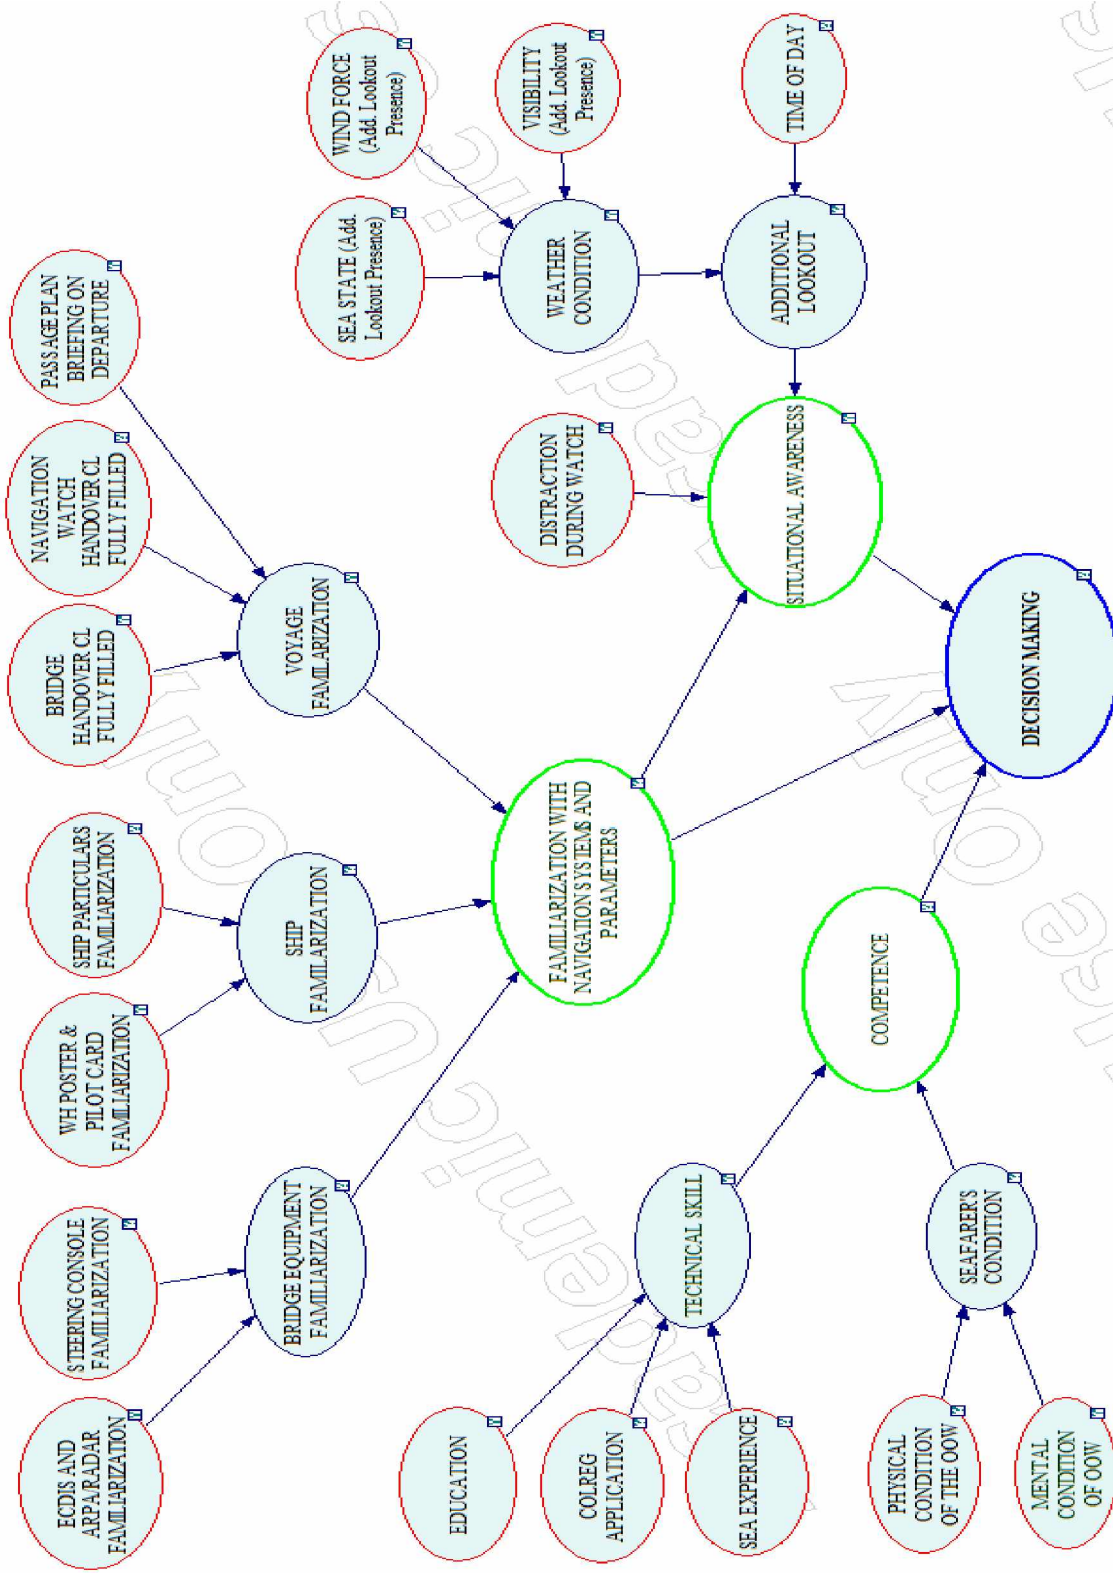 ECDIS AND
ARPA/RADAR
FAMILIARIZATION
STEERING CONSOLE
FAMILIARIZATION
WH POSTER &
PILOT CARD
FAMILIARIZATION
SHIP PARTICULARS
FAMILIARIZATION
BRIDGE
HANDOVER CL
FULLY FILLED
NAVIGATION
WATCH
HANDOVER CL
FULLY FILLED
PASSAGE PLAN
BRIEFING ON
DEPARTURE
BRIDGE EQUIPMENT
FAMILIARIZATION
SHIP
FAMILARIZATION
VOYAGE
FAMILARIZATION
SEA STATE (Add.
Lookout Presence)
WIND FORCE
(Add. Lookout
Presence)
EDUCATION
COLREG
APPLICATION
SEA EXPERIENCE
FAMILIARIZATION WITH
NAVIGATION SYSTEMS AND
PARAMETERS
DISTRACTION
DURING WATCH
WEATHER
CONDITION
VISIBILITY
(Add. Lookout
Presence)
TECHNICAL SKILL
SITUATIONAL AWARENESS
ADDITIONAL
LOOKOUT
TIME OF DAY
PHYSICAL
CONDITION
OF THE OOW
MENTAL
CONDITION
OF OOW
SEAFARER'S
CONDITION
COMPETENCE
DECISION MAKING